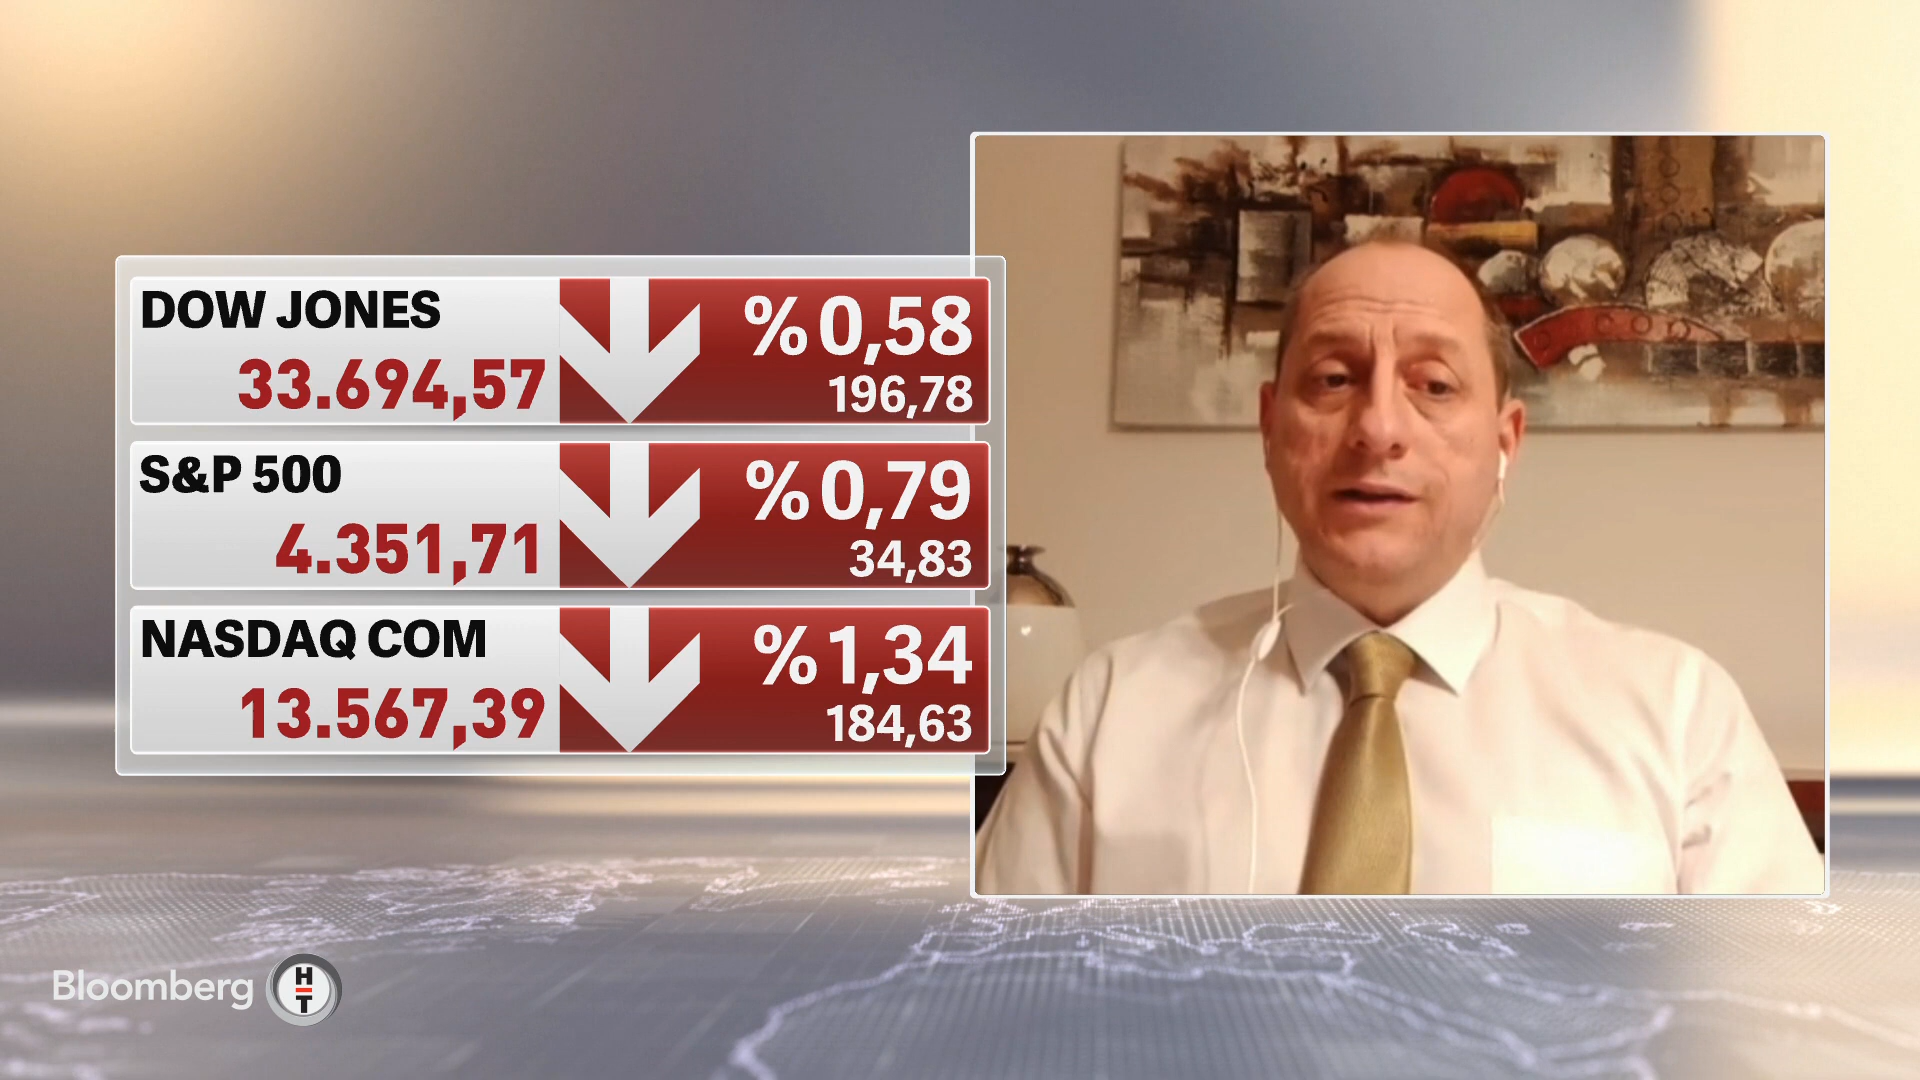 DOW JONES
33.694,57
%0,58
196,78
S&P 500
4.351,71
%0,79
34,83
NASDAQ COM
13.567,39
%1,34
184,63
Bloomberg HT